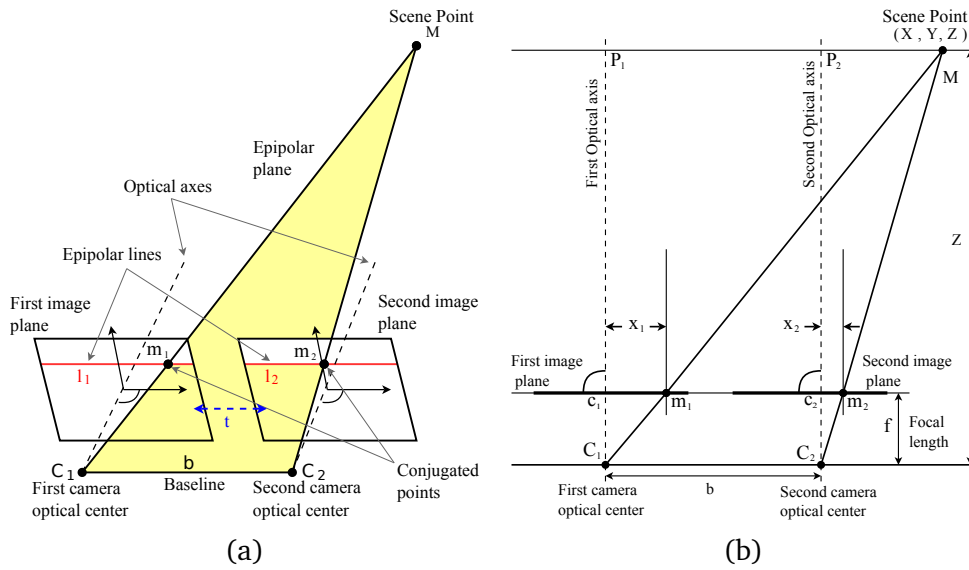 Scene Point
M
Epipolar
plane
Optical axes
Epipolar lines
First image
plane
Second image
plane
m1
m2
l1
l2
t
C1
b
C2
Baseline
First camera
optical center
Second camera
optical center
Conjugated
points
(a)
Scene Point
(X , Y, Z)
P1
P2
M
First Optical axis
Second Optical axis
Z
x1
x2
First image
plane
Second image
plane
c1
m1
c2
m2
f
Focal
length
C1
C2
b
First camera
optical center
Second camera
optical center
(b)